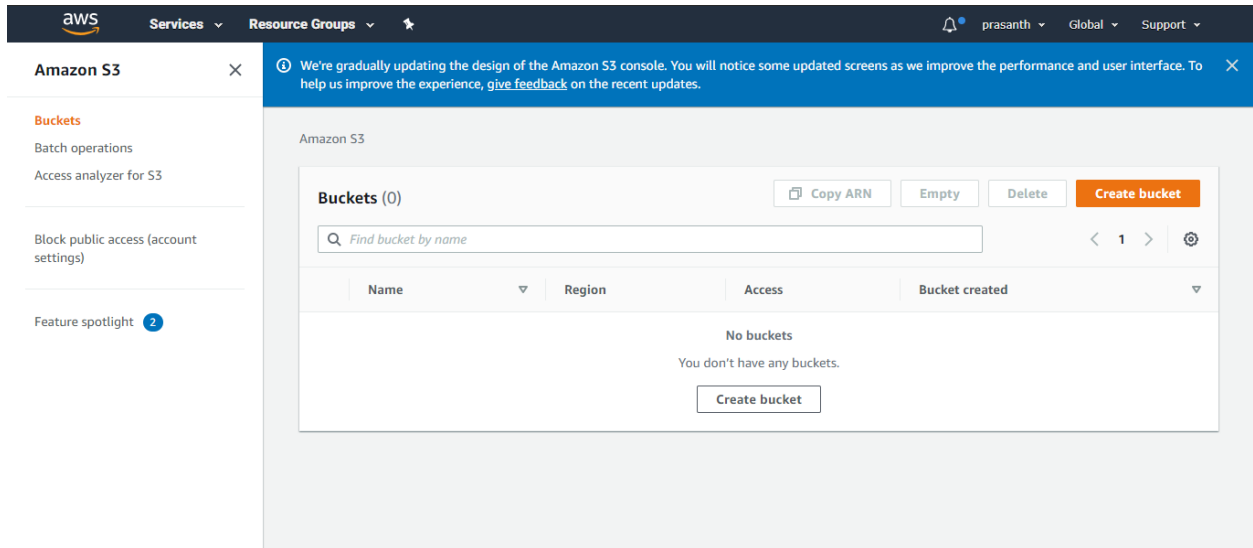 aws Services Resource Groups prasanth Global Support
Amazon S3
We're gradually updating the design of the Amazon S3 console. You will notice some updated screens as we improve the performance and user interface. To
help us improve the experience, give feedback on the recent updates.
Buckets
Batch operations
Access analyzer for S3
Block public access (account
settings)
Feature spotlight 2
Amazon S3
Buckets (0) Copy ARN Empty Delete Create bucket
Find bucket by name 1
Name Region Access Bucket created
No buckets
You don't have any buckets.
Create bucket